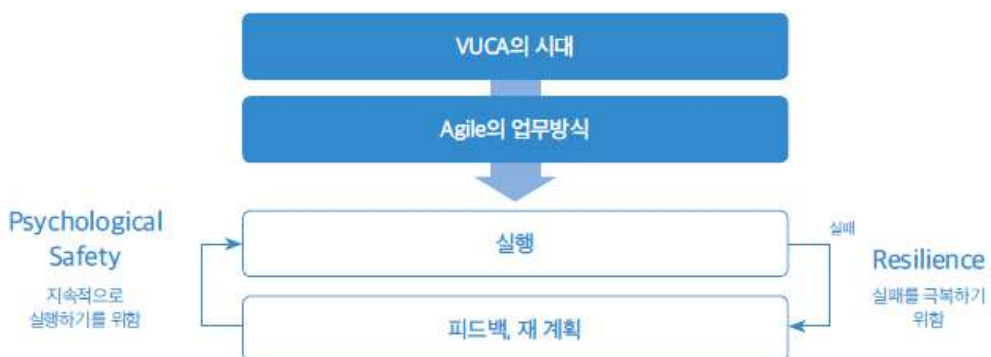 VUCA의 시대
Agile의 업무방식
Psychological
Safety
지속적으로
실행하기를 위함
실행
실패
Resilience
실패를 극복하기
위함
피드백, 재 계획